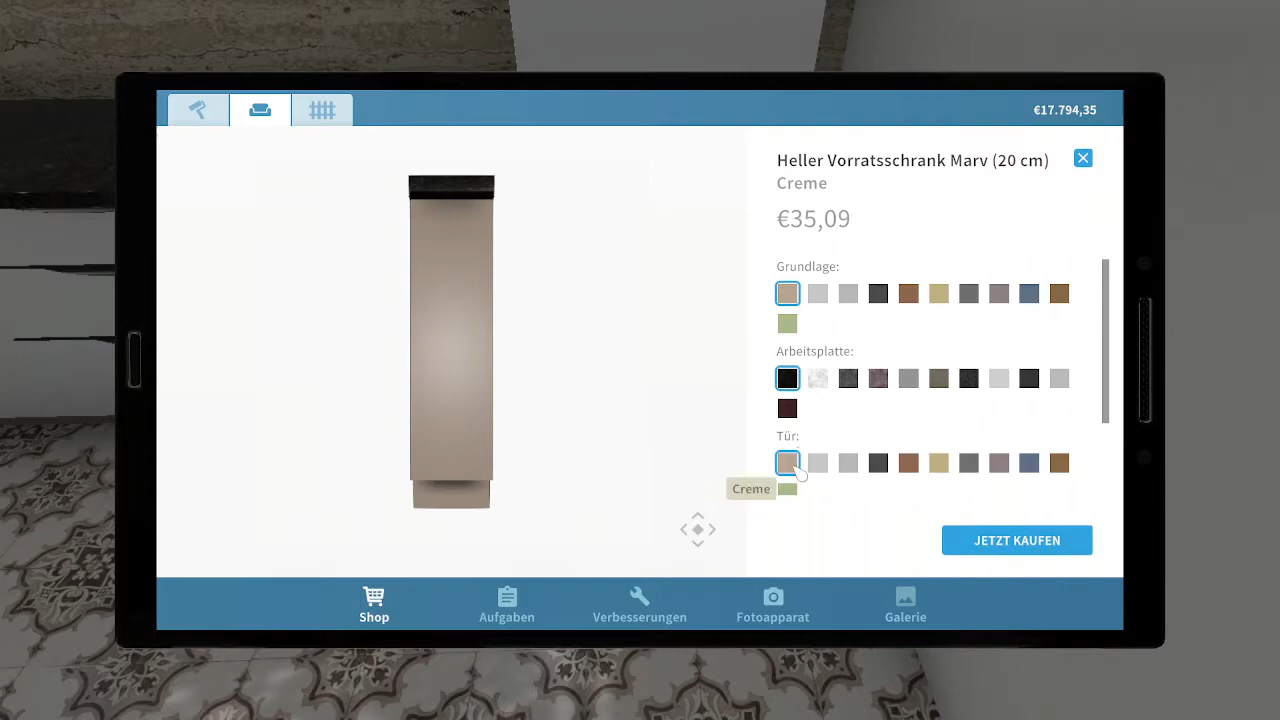 €17.794,35
Heller Vorratsschrank Marv (20 cm)
Creme
€35,09
Grundlage:
Arbeitsplatte:
Tür:
Creme
JETZT KAUFEN
Shop
Aufgaben
Verbesserungen
Fotoapparat
Galerie